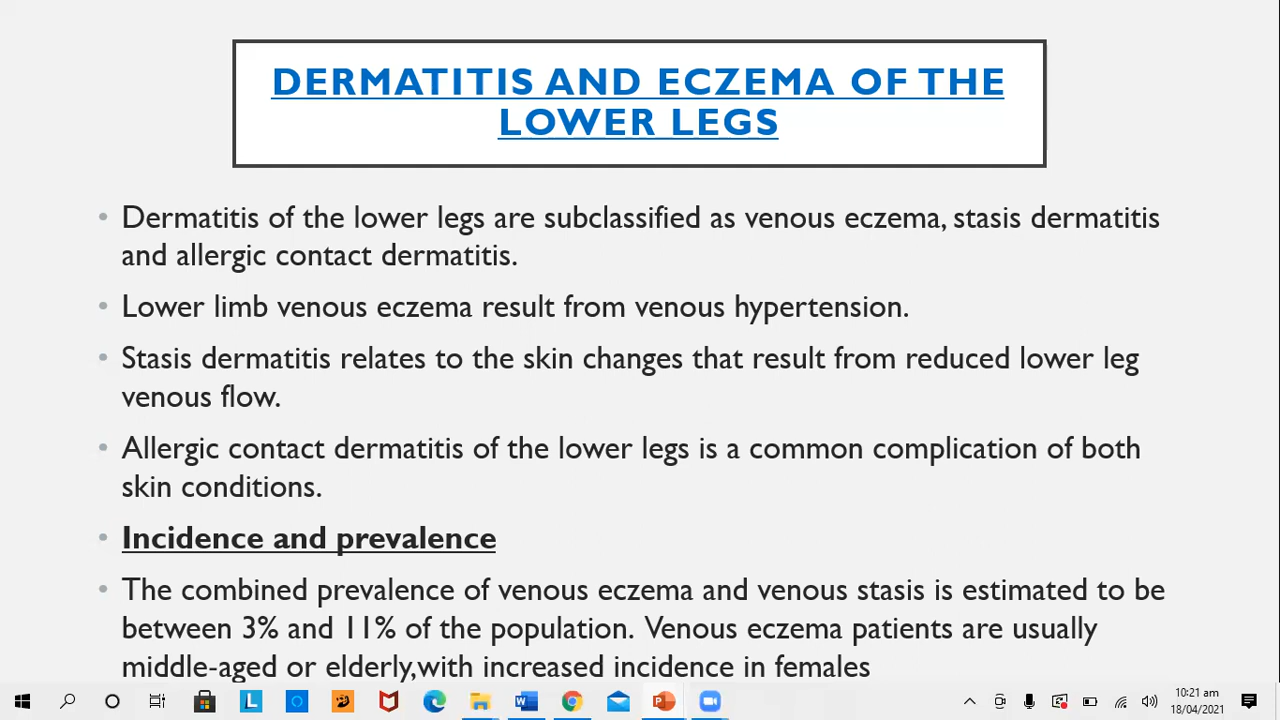 DERMATITIS AND ECZEMA OF THE
LOWER LEGS
• Dermatitis of the lower legs are subclassified as venous eczema, stasis dermatitis
and allergic contact dermatitis.
• Lower limb venous eczema result from venous hypertension.
• Stasis dermatitis relates to the skin changes that result from reduced lower leg
venous flow.
• Allergic contact dermatitis of the lower legs is a common complication of both
skin conditions.
• Incidence and prevalence
• The combined prevalence of venous eczema and venous stasis is estimated to be
between 3% and 11% of the population.  Venous eczema patients are usually
middle-aged or elderly,with increased incidence in females
10:21 am
18/04/2021